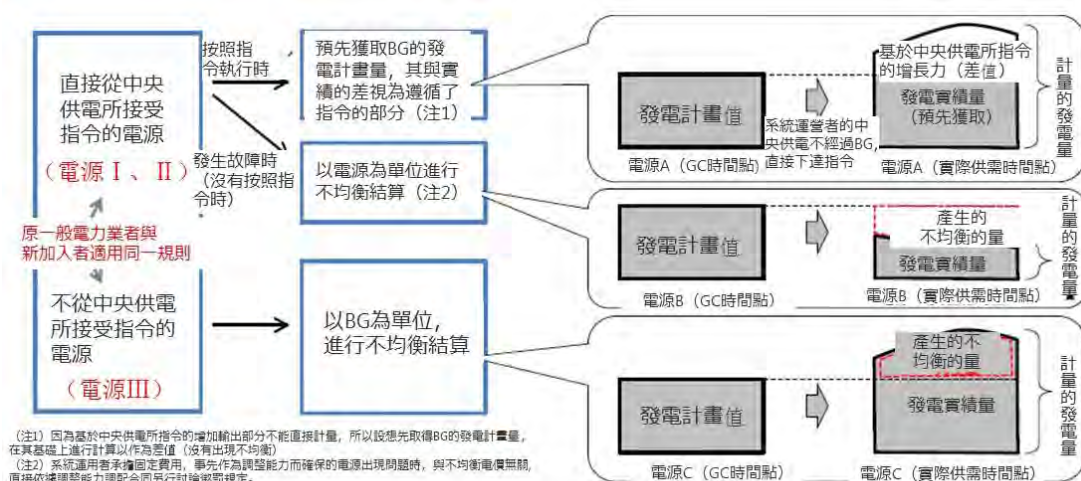 直接從中央
供電所接受
指令的電源
(電源Ⅰ、Ⅱ)
原一般電力業者與
新加入者適用同一規則
不從中央供電
所接受指令的
電源
(電源III)
按照指
令執行時
,
發生故障時
(沒有按照指
令時)
預先獲取BG的發
電計畫量，其與實
績的差視為遵循了
指令的部分（注1）
以電源為單位進行
不均衡結算（注2）
以BG為單位，
進行不均衡結算
發電計畫值
電源A（GC時間點）
系統運營者的中
央供電不經過BG,
直接下達指令
基於中央供電所指令
的增長力（差值）
發電實績量
（預先獲取）
電源A（實際供需時間點）
計量的發電量
發電計畫值
電源B（GC時間點）
產生的
不均衡的量
發電實績量
電源B（實際供需時間點）
計量的發電量
發電計畫值
電源C（GC時間點）
產生的不
均衡的量
發電實績量
電源C（實際供需時間點）
計量的發電量
（注1）因為基於中央供電所指令的增加輸出部分不能直接計量，所以設想先取得BG的發電計畫量，
在其基礎上進行計算以作為差值（沒有出現不均衡）
（注2）系統運用者承擔固定費用，事先作為調整能力而確保的電源出現問題時，與不均衡電價無關，
直接依據調整能力調配合同另行討論懲罰規定。